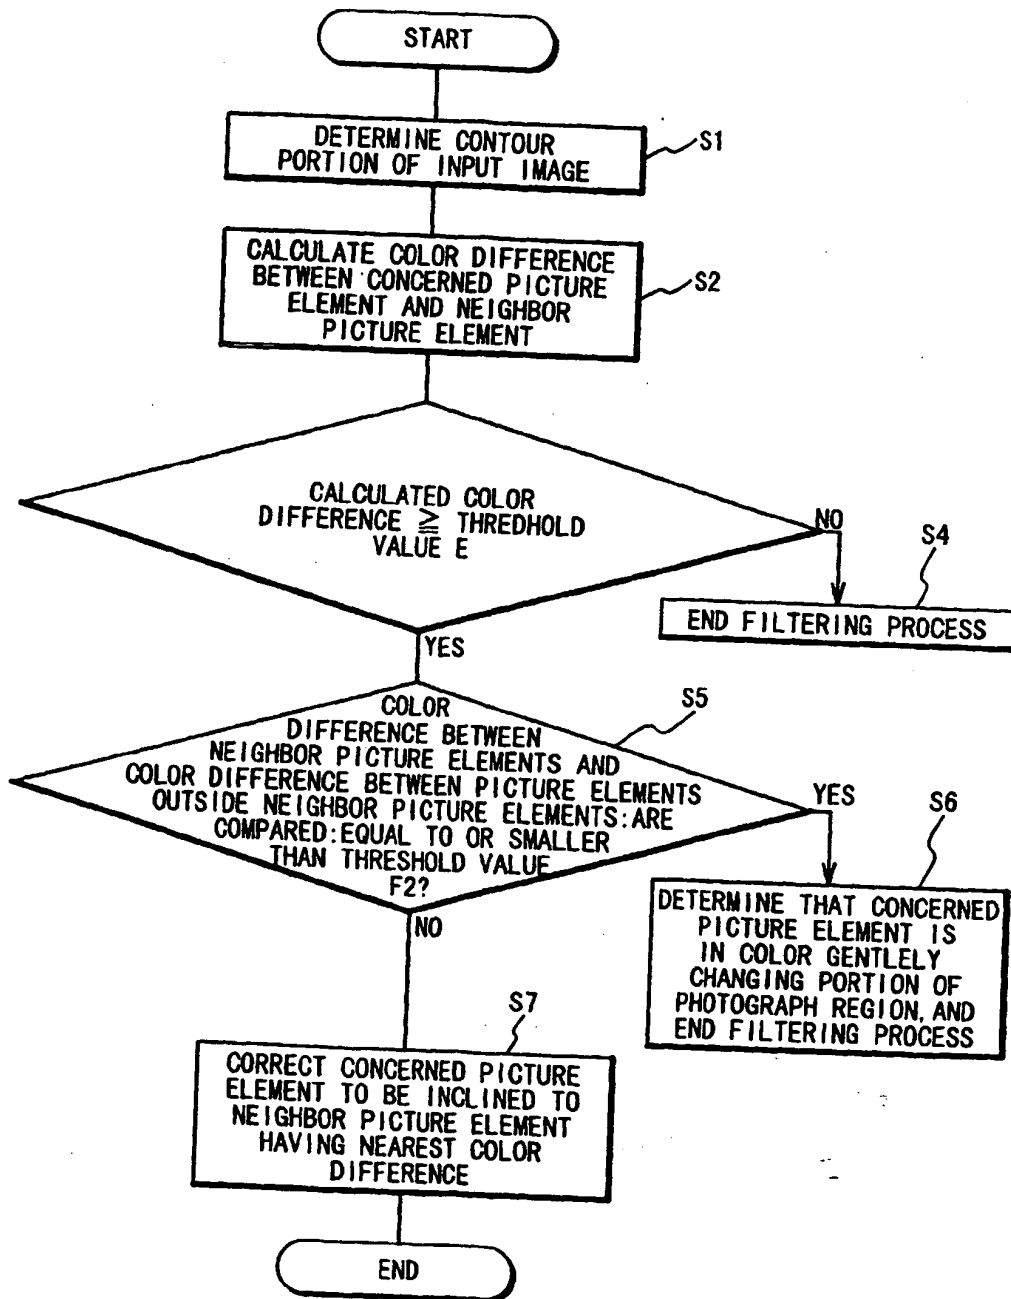 START
DETERMINE CONTOUR
PORTION OF INPUT IMAGE
S1
CALCULATE COLOR DIFFERENCE
BETWEEN CONCERNED PICTURE
ELEMENT AND NEIGHBOR
PICTURE ELEMENT
S2
CALCULATED COLOR
DIFFERENCE ≧ THREDHOLD
VALUE E
NO
S4
END FILTERING PROCESS
YES
COLOR
DIFFERENCE BETWEEN
NEIGHBOR PICTURE ELEMENTS AND
COLOR DIFFERENCE BETWEEN PICTURE ELEMENTS
OUTSIDE NEIGHBOR PICTURE ELEMENTS:ARE
COMPARED:EQUAL TO OR SMALLER
THAN THRESHOLD VALUE
F2?
S5
YES
S6
DETERMINE THAT CONCERNED
PICTURE ELEMENT IS
IN COLOR GENTLELY
CHANGING PORTION OF
PHOTOGRAPH REGION, AND
END FILTERING PROCESS
NO
S7
CORRECT CONCERNED PICTURE
ELEMENT TO BE INCLINED TO
NEIGHBOR PICTURE ELEMENT
HAVING NEAREST COLOR
DIFFERENCE
END